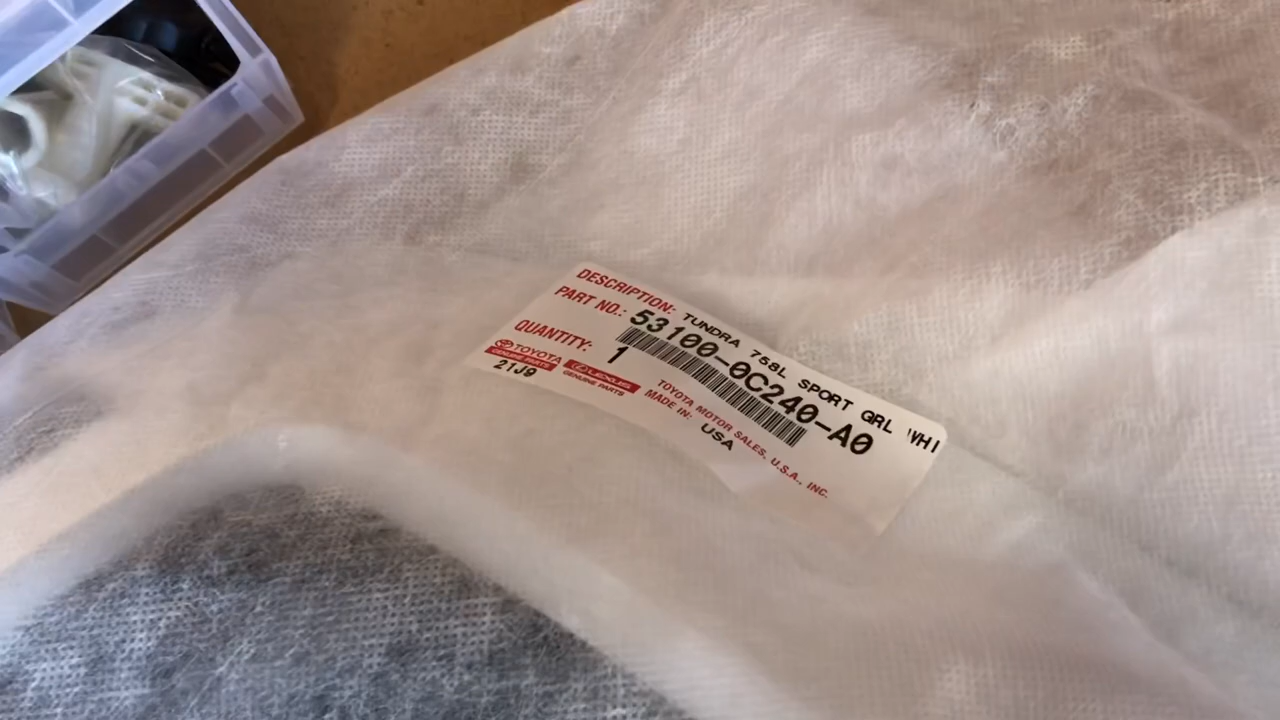 DESCRIPTION: TUNDRA 758L SPORT GRL WHI
PART NO.: 53100-0C240-A0
QUANTITY: 1
TOYOTA
GENUINE PARTS
LEXUS
GENUINE PARTS
21J9
TOYOTA MOTOR SALES, U.S.A., INC.
MADE IN: USA